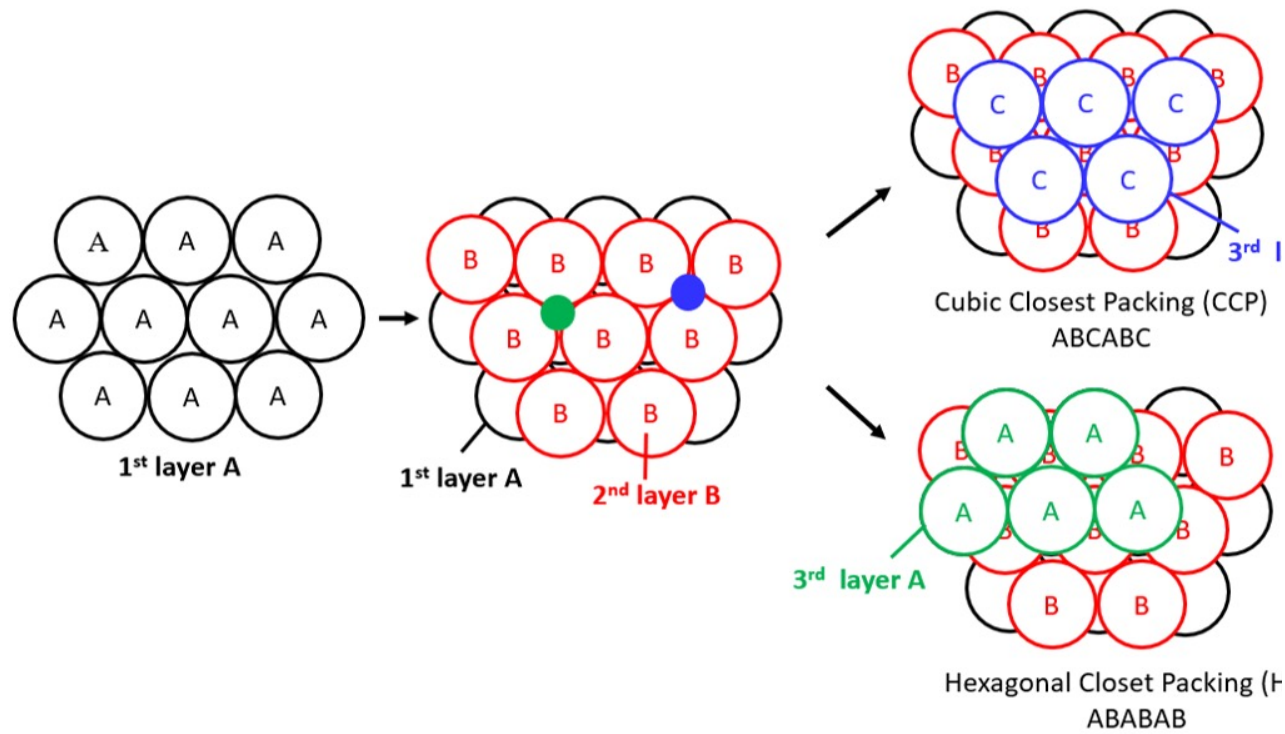 A A A
A A A A
A A A
1st layer A
B B B B
B B B
B B
1st layer A
2nd layer B
B B B B
C C C
B B B
C C
B B
3rd l
Cubic Closest Packing (CCP)
ABCABC
A A
B B B B
A A A
B B B
3rd layer A
B B
Hexagonal Closet Packing (H
ABABAB